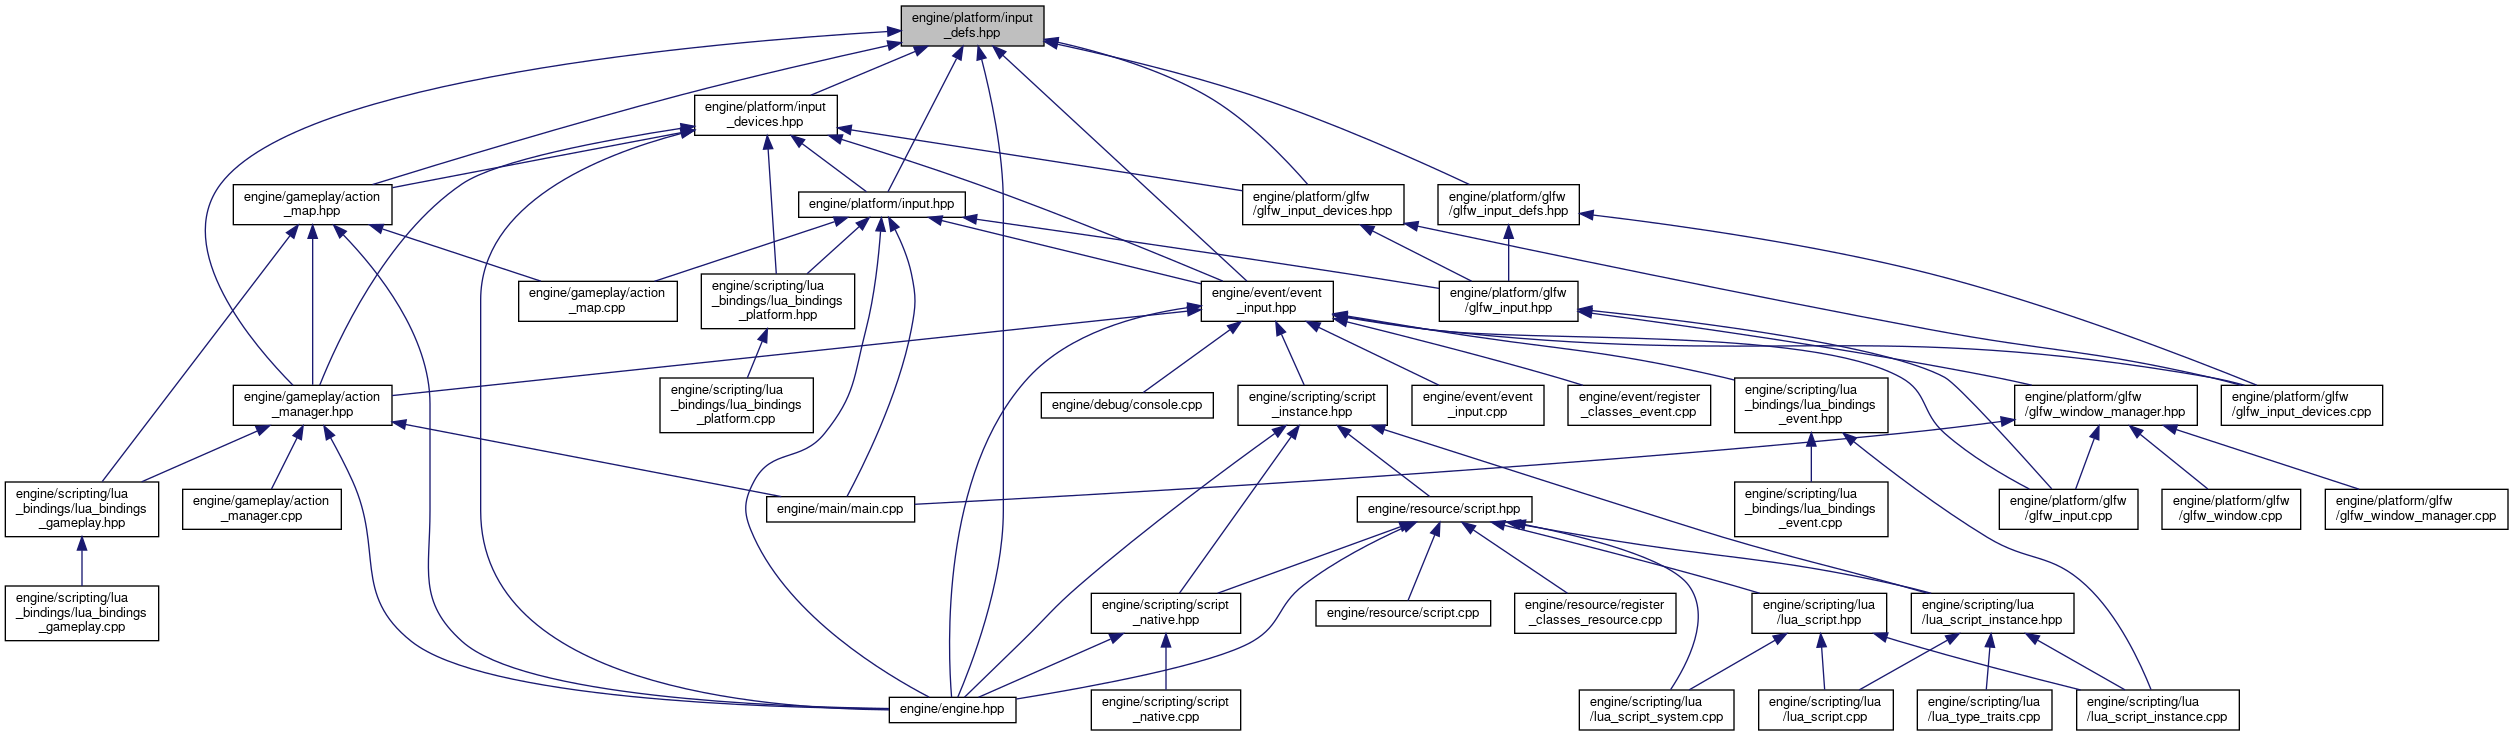 engine/platform/input
_defs.hpp
engine/platform/input
_devices.hpp
engine/gameplay/action
_map.hpp
engine/platform/input.hpp
engine/platform/glfw
/glfw_input_devices.hpp
engine/platform/glfw
/glfw_input_defs.hpp
engine/gameplay/action
_map.cpp
engine/scripting/lua
_bindings/lua_bindings
_platform.hpp
engine/event/event
_input.hpp
engine/platform/glfw
/glfw_input.hpp
engine/gameplay/action
_manager.hpp
engine/scripting/lua
_bindings/lua_bindings
_platform.cpp
engine/debug/console.cpp
engine/scripting/script
_instance.hpp
engine/event/event
_input.cpp
engine/event/register
_classes_event.cpp
engine/scripting/lua
_bindings/lua_bindings
_event.hpp
engine/platform/glfw
/glfw_window_manager.hpp
engine/platform/glfw
/glfw_input_devices.cpp
engine/scripting/lua
_bindings/lua_bindings
_gameplay.hpp
engine/gameplay/action
_manager.cpp
engine/main/main.cpp
engine/resource/script.hpp
engine/scripting/lua
_bindings/lua_bindings
_event.cpp
engine/platform/glfw
/glfw_input.cpp
engine/platform/glfw
/glfw_window.cpp
engine/platform/glfw
/glfw_window_manager.cpp
engine/scripting/lua
_bindings/lua_bindings
_gameplay.cpp
engine/scripting/script
_native.hpp
engine/resource/script.cpp
engine/resource/register
_classes_resource.cpp
engine/scripting/lua
/lua_script.hpp
engine/scripting/lua
/lua_script_instance.hpp
engine/engine.hpp
engine/scripting/script
_native.cpp
engine/scripting/lua
/lua_script_system.cpp
engine/scripting/lua
/lua_script.cpp
engine/scripting/lua
/lua_type_traits.cpp
engine/scripting/lua
/lua_script_instance.cpp